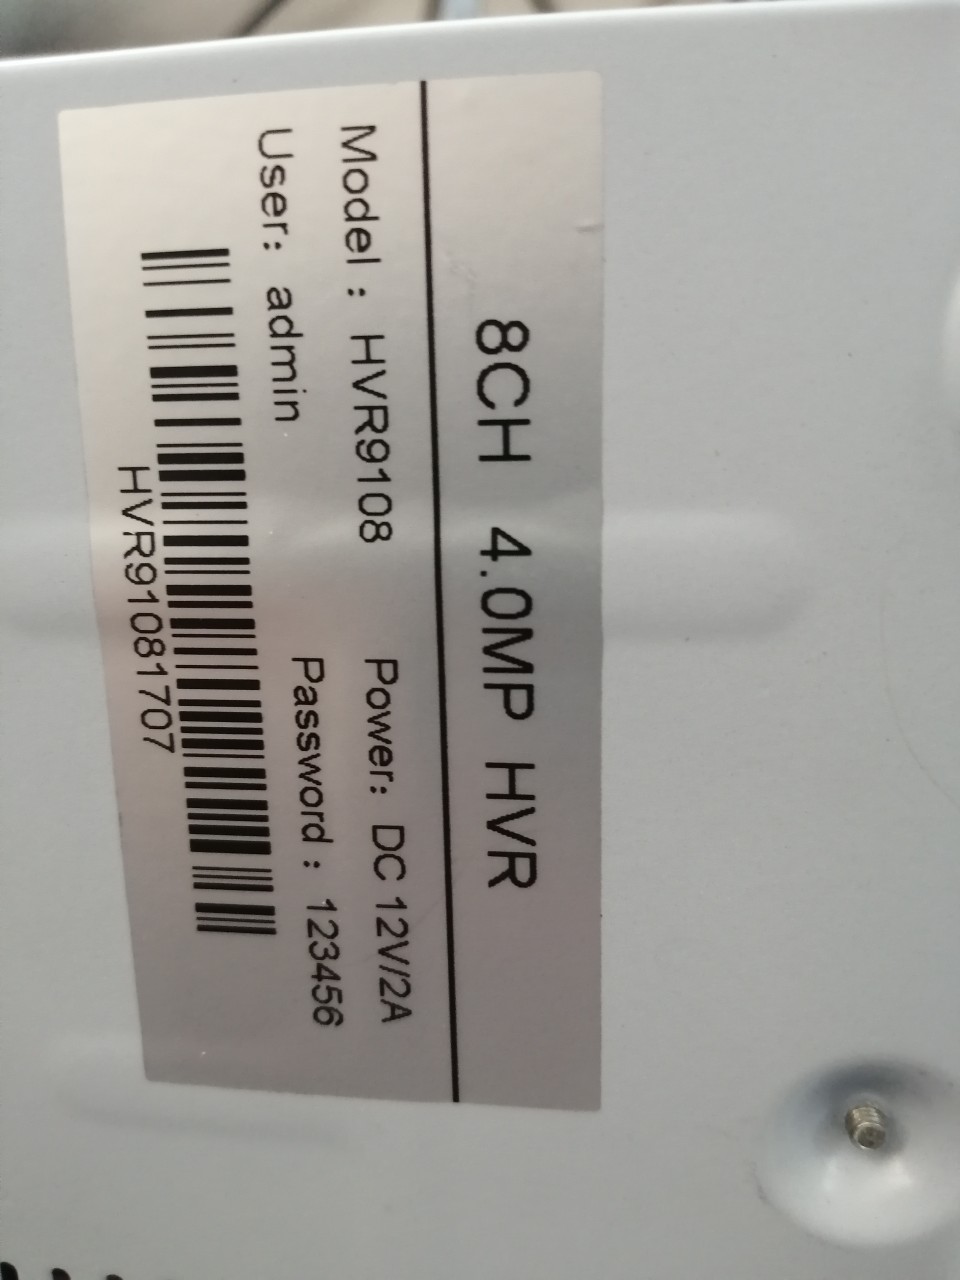 8CH 4.0MP HVR
Model : HVR9108 Power: DC 12V/2A
User: admin Password : 123456
HVR91081707